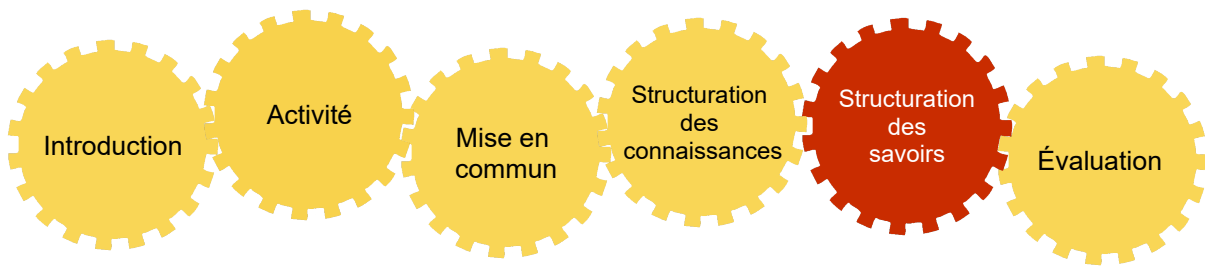 Introduction
Activité
Mise en
commun
Structuration
des
connaissances
Structuration
des
savoirs
Évaluation